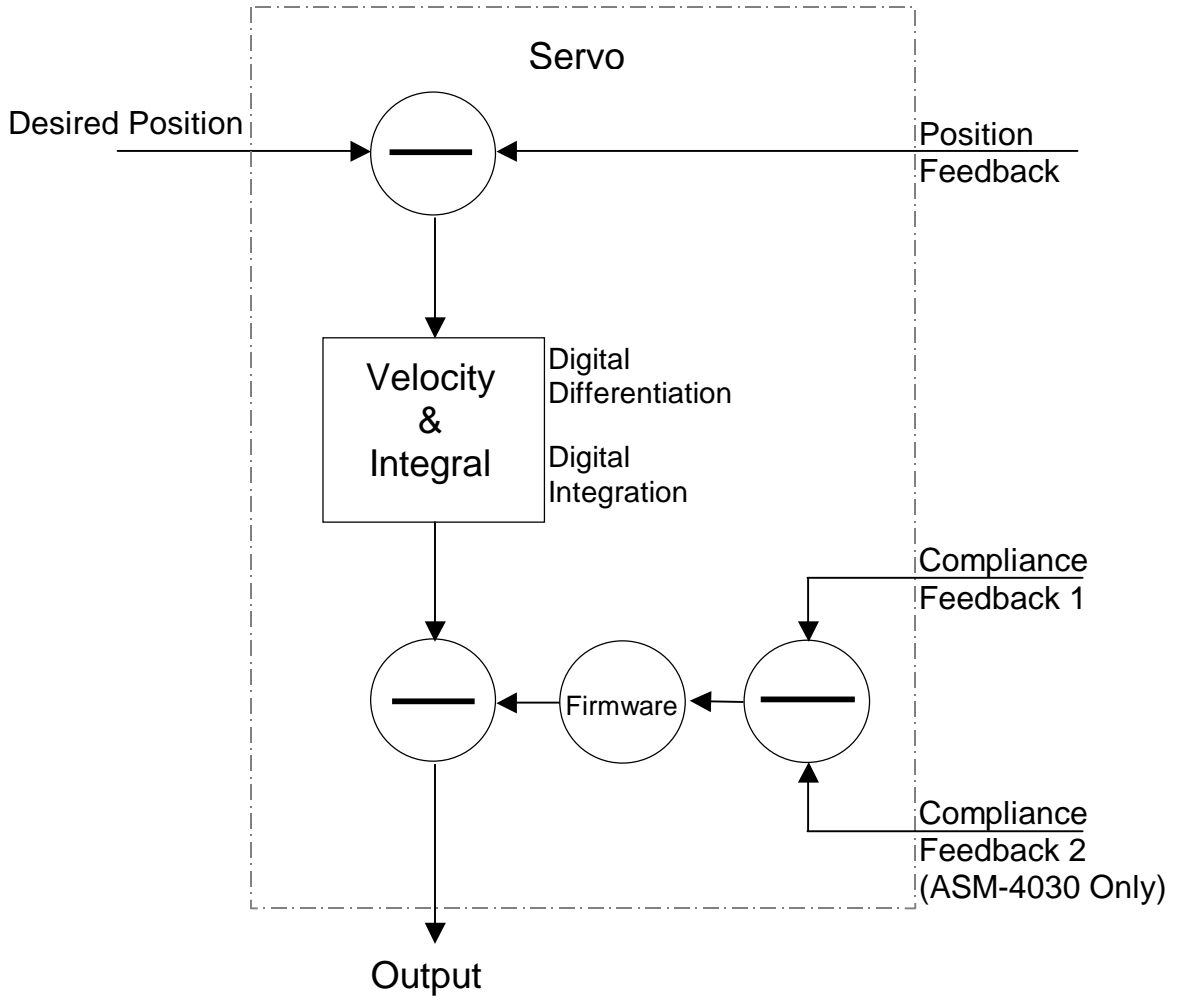 Servo
Desired Position
Position
Feedback
Velocity
&
Integral
Digital
Differentiation
Digital
Integration
Compliance
Feedback 1
Firmware
Compliance
Feedback 2
(ASM-4030 Only)
Output